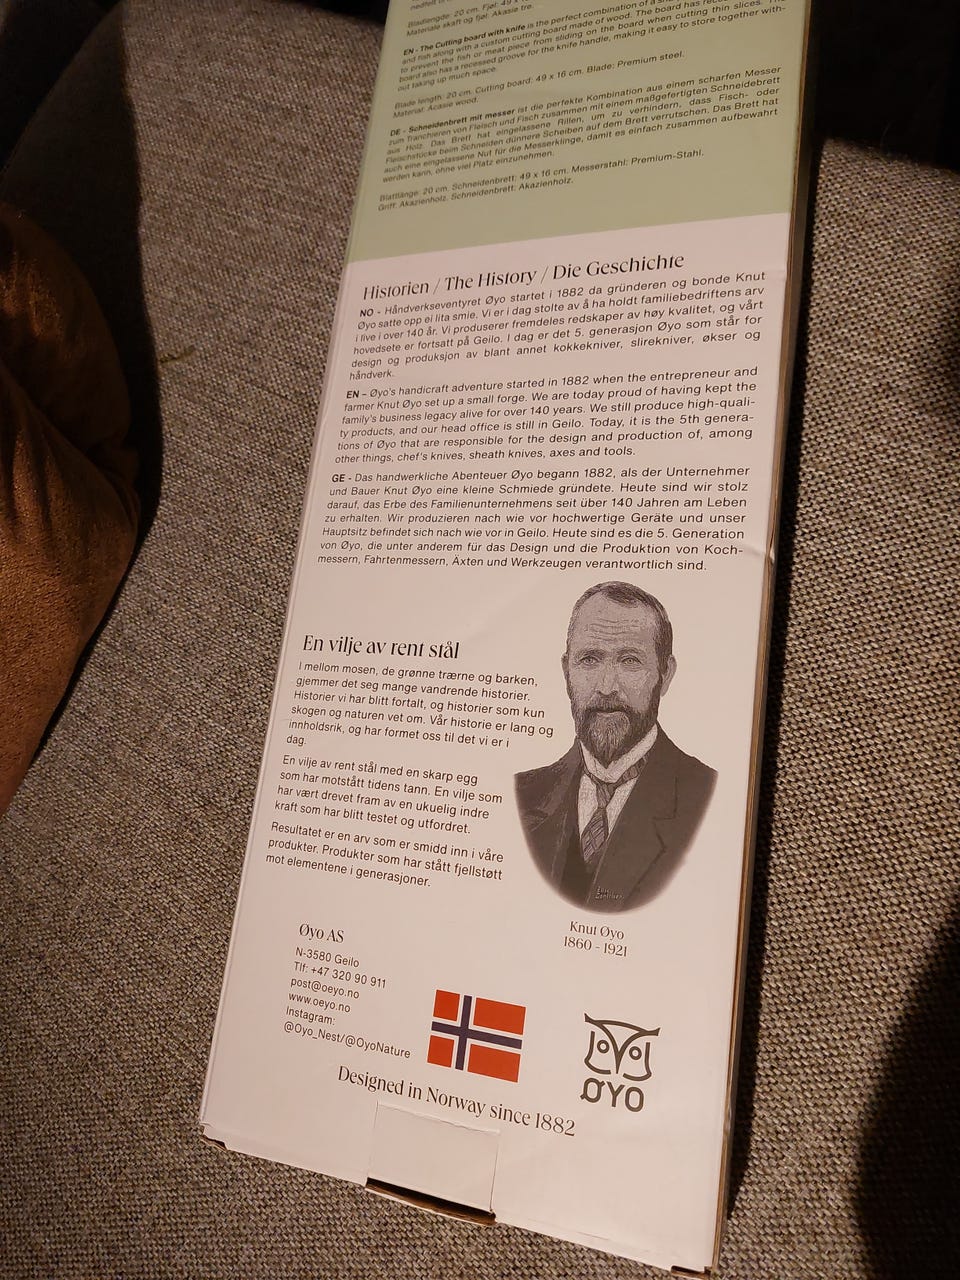 Bladlengde: 20 cm. Fjøl: 49 x
Materiale skaft og fjøl: Akasie tre.
EN - The Cutting board with knife is the perfect combination of a
and fish along with a custom cutting board made of wood. The board has
to prevent the fish or meat piece from sliding on the board when cutting thin slices. The
board also has a recessed groove for the knife handle, making it easy to store together with-
out taking up much space.
Blade length: 20 cm. Cutting board: 49 x 16 cm. Blade: Premium steel.
Material: Acasie wood.
DE - Schneidenbrett mit messer ist die perfekte Kombination aus einem scharfen Messer
zum Tranchieren von Fleisch und Fisch zusammen mit einem maßgefertigten Schneidebrett
aus Holz. Das Brett hat eingelassene Rillen, um zu verhindern, dass Fisch- oder
Fleischstücke beim Schneiden dünnere Scheiben auf dem Brett verrutschen. Das Brett hat
auch eine eingelassene Nut für die Messerklinge, damit es einfach zusammen aufbewahrt
werden kann, ohne viel Platz einzunehmen.
Blattlänge: 20 cm. Schneidenbrett: 49 x 16 cm. Messerstahl: Premium-Stahl.
Griff: Akazienholz. Schneidenbrett: Akazienholz.
Historien / The History / Die Geschichte
NO - Håndverkseventyret Øyo startet i 1882 da gründeren og bonde Knut
Øyo satte opp ei lita smie. Vi er i dag stolte av å ha holdt familiebedriftens arv
i live i over 140 år. Vi produserer fremdeles redskaper av høy kvalitet, og vårt
hovedsete er fortsatt på Geilo. I dag er det 5. generasjon Øyo som står for
design og produksjon av blant annet kokkekniver, slirekniver, økser og
håndverk.
EN – Øyo's handicraft adventure started in 1882 when the entrepreneur and
farmer Knut Øyo set up a small forge. We are today proud of having kept the
family's business legacy alive for over 140 years. We still produce high-quali-
ty products, and our head office is still in Geilo. Today, it is the 5th genera-
tions of Øyo that are responsible for the design and production of, among
other things, chef's knives, sheath knives, axes and tools.
GE - Das handwerkliche Abenteuer Øyo begann 1882, als der Unternehmer
und Bauer Knut Øyo eine kleine Schmiede gründete. Heute sind wir stolz
darauf, das Erbe des Familienunternehmens seit über 140 Jahren am Leben
zu erhalten. Wir produzieren nach wie vor hochwertige Geräte und unser
Hauptsitz befindet sich nach wie vor in Geilo. Heute sind es die 5. Generation
von Øyo, die unter anderem für das Design und die Produktion von Koch-
messern, Fahrtenmessern, Äxten und Werkzeugen verantwortlich sind.
En vilje av rent stål
I mellom mosen, de grønne trærne og barken,
gjemmer det seg mange vandrende historier.
Historier vi har blitt fortalt, og historier som kun
skogen og naturen vet om. Vår historie er lang og
innholdsrik, og har formet oss til det vi er i
dag.
En vilje av rent stål med en skarp egg
som har motstått tidens tann. En vilje som
har vært drevet fram av en ukuelig indre
kraft som har blitt testet og utfordret.
Resultatet er en arv som er smidd inn i våre
produkter. Produkter som har stått fjellstøtt
mot elementene i generasjoner.
Knut Øyo
1860 - 1921
Øyo AS
N-3580 Geilo
Tlf: +47 320 90 911
post@oeyo.no
www.oeyo.no
Instagram:
@Oyo_Nest/@OyoNature
ØYO
Designed in Norway since 1882